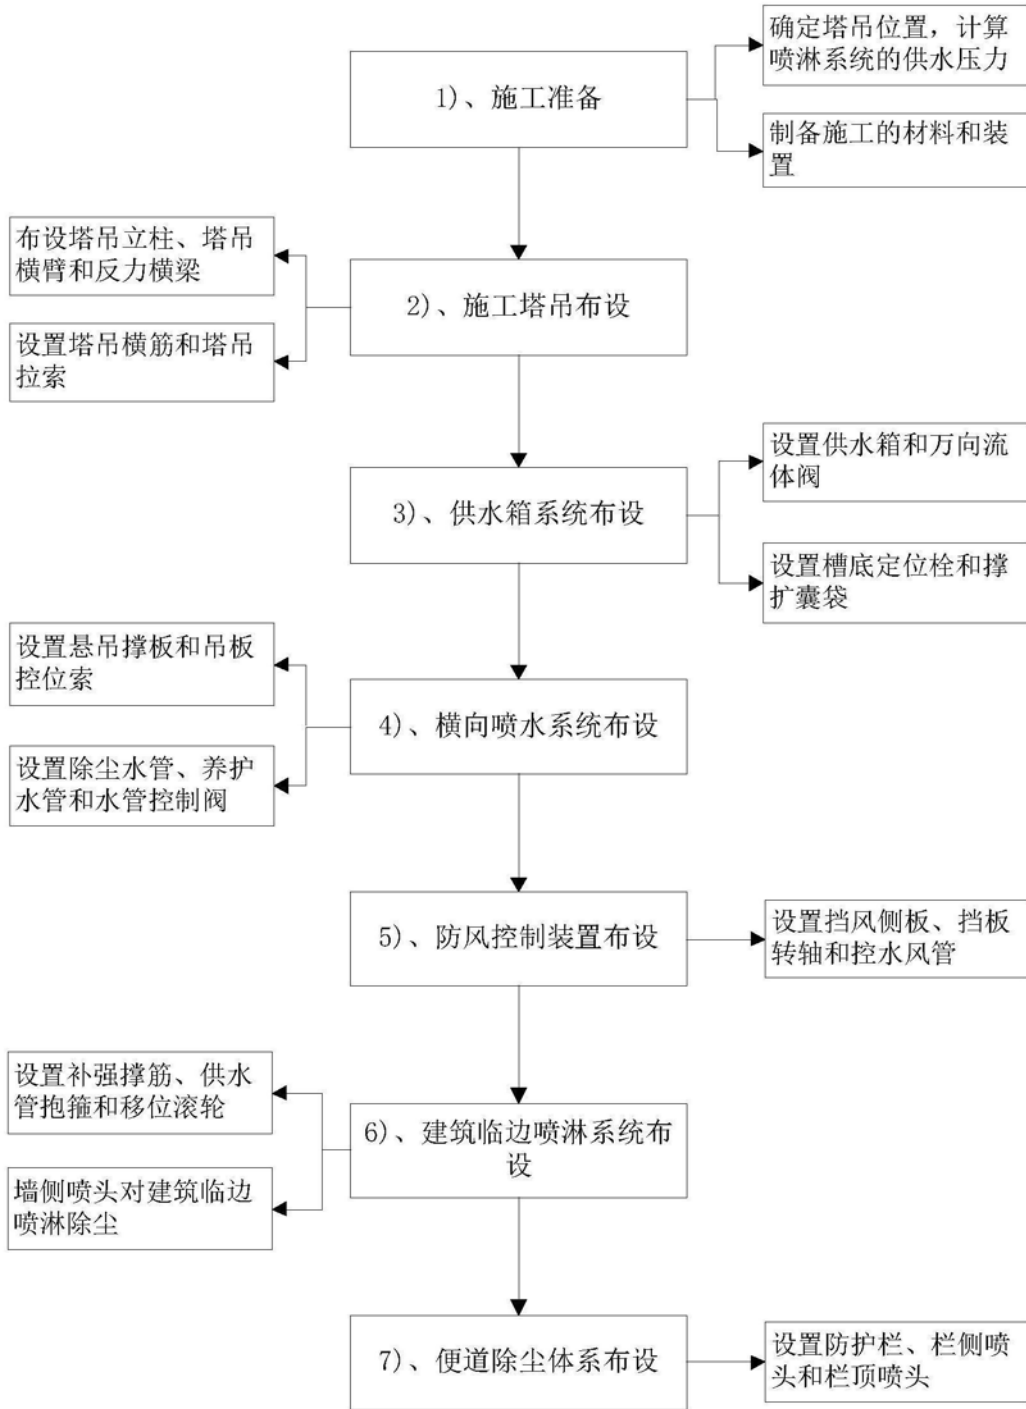 确定塔吊位置，计算
喷淋系统的供水压力
1)、施工准备
制备施工的材料和装
置
布设塔吊立柱、塔吊
横臂和反力横梁
2)、施工塔吊布设
设置塔吊横筋和塔吊
拉索
设置供水箱和万向流
体阀
3)、供水箱系统布设
设置槽底定位栓和撑
扩囊袋
设置悬吊撑板和吊板
控位索
4)、横向喷水系统布设
设置除尘水管、养护
水管和水管控制阀
5)、防风控制装置布设
设置挡风侧板、挡板
转轴和控水风管
设置补强撑筋、供水
管抱箍和移位滚轮
6)、建筑临边喷淋系统布
设
墙侧喷头对建筑临边
喷淋除尘
7)、便道除尘体系布设
设置防护栏、栏侧喷
头和栏顶喷头